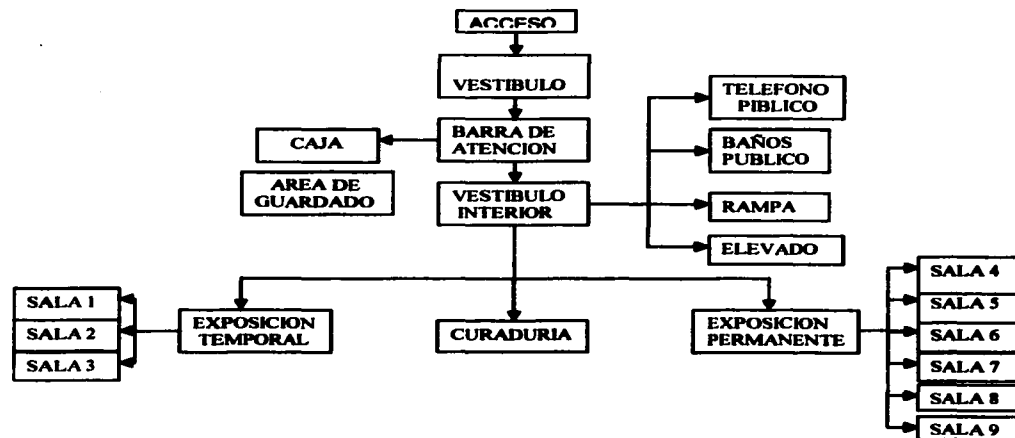 ACCESO
VESTIBULO
BARRA DE
ATENCION
CAJA
AREA DE
GUARDADO
VESTIBULO
INTERIOR
TELEFONO
PIBLICO
BAÑOS
PUBLICO
RAMPA
ELEVADO
EXPOSICION
TEMPORAL
CURADURIA
EXPOSICION
PERMANENTE
SALA 1
SALA 2
SALA 3
SALA 4
SALA 5
SALA 6
SALA 7
SALA 8
SALA 9